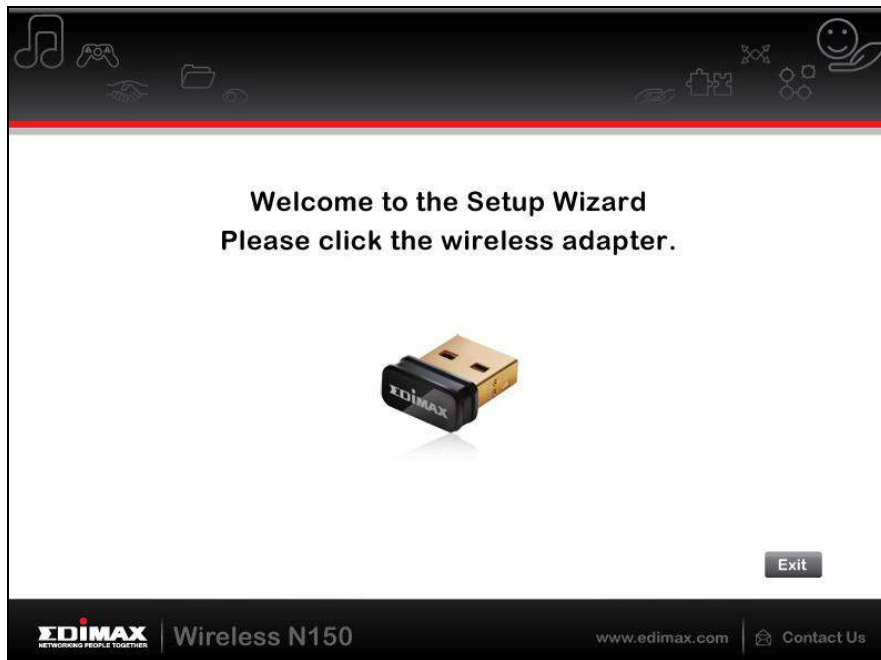 Welcome to the Setup Wizard
Please click the wireless adapter.
EDIMAX
Exit
EDIMAX
NETWORKING PEOPLE TOGETHER
Wireless N150
www.edimax.com
Contact Us